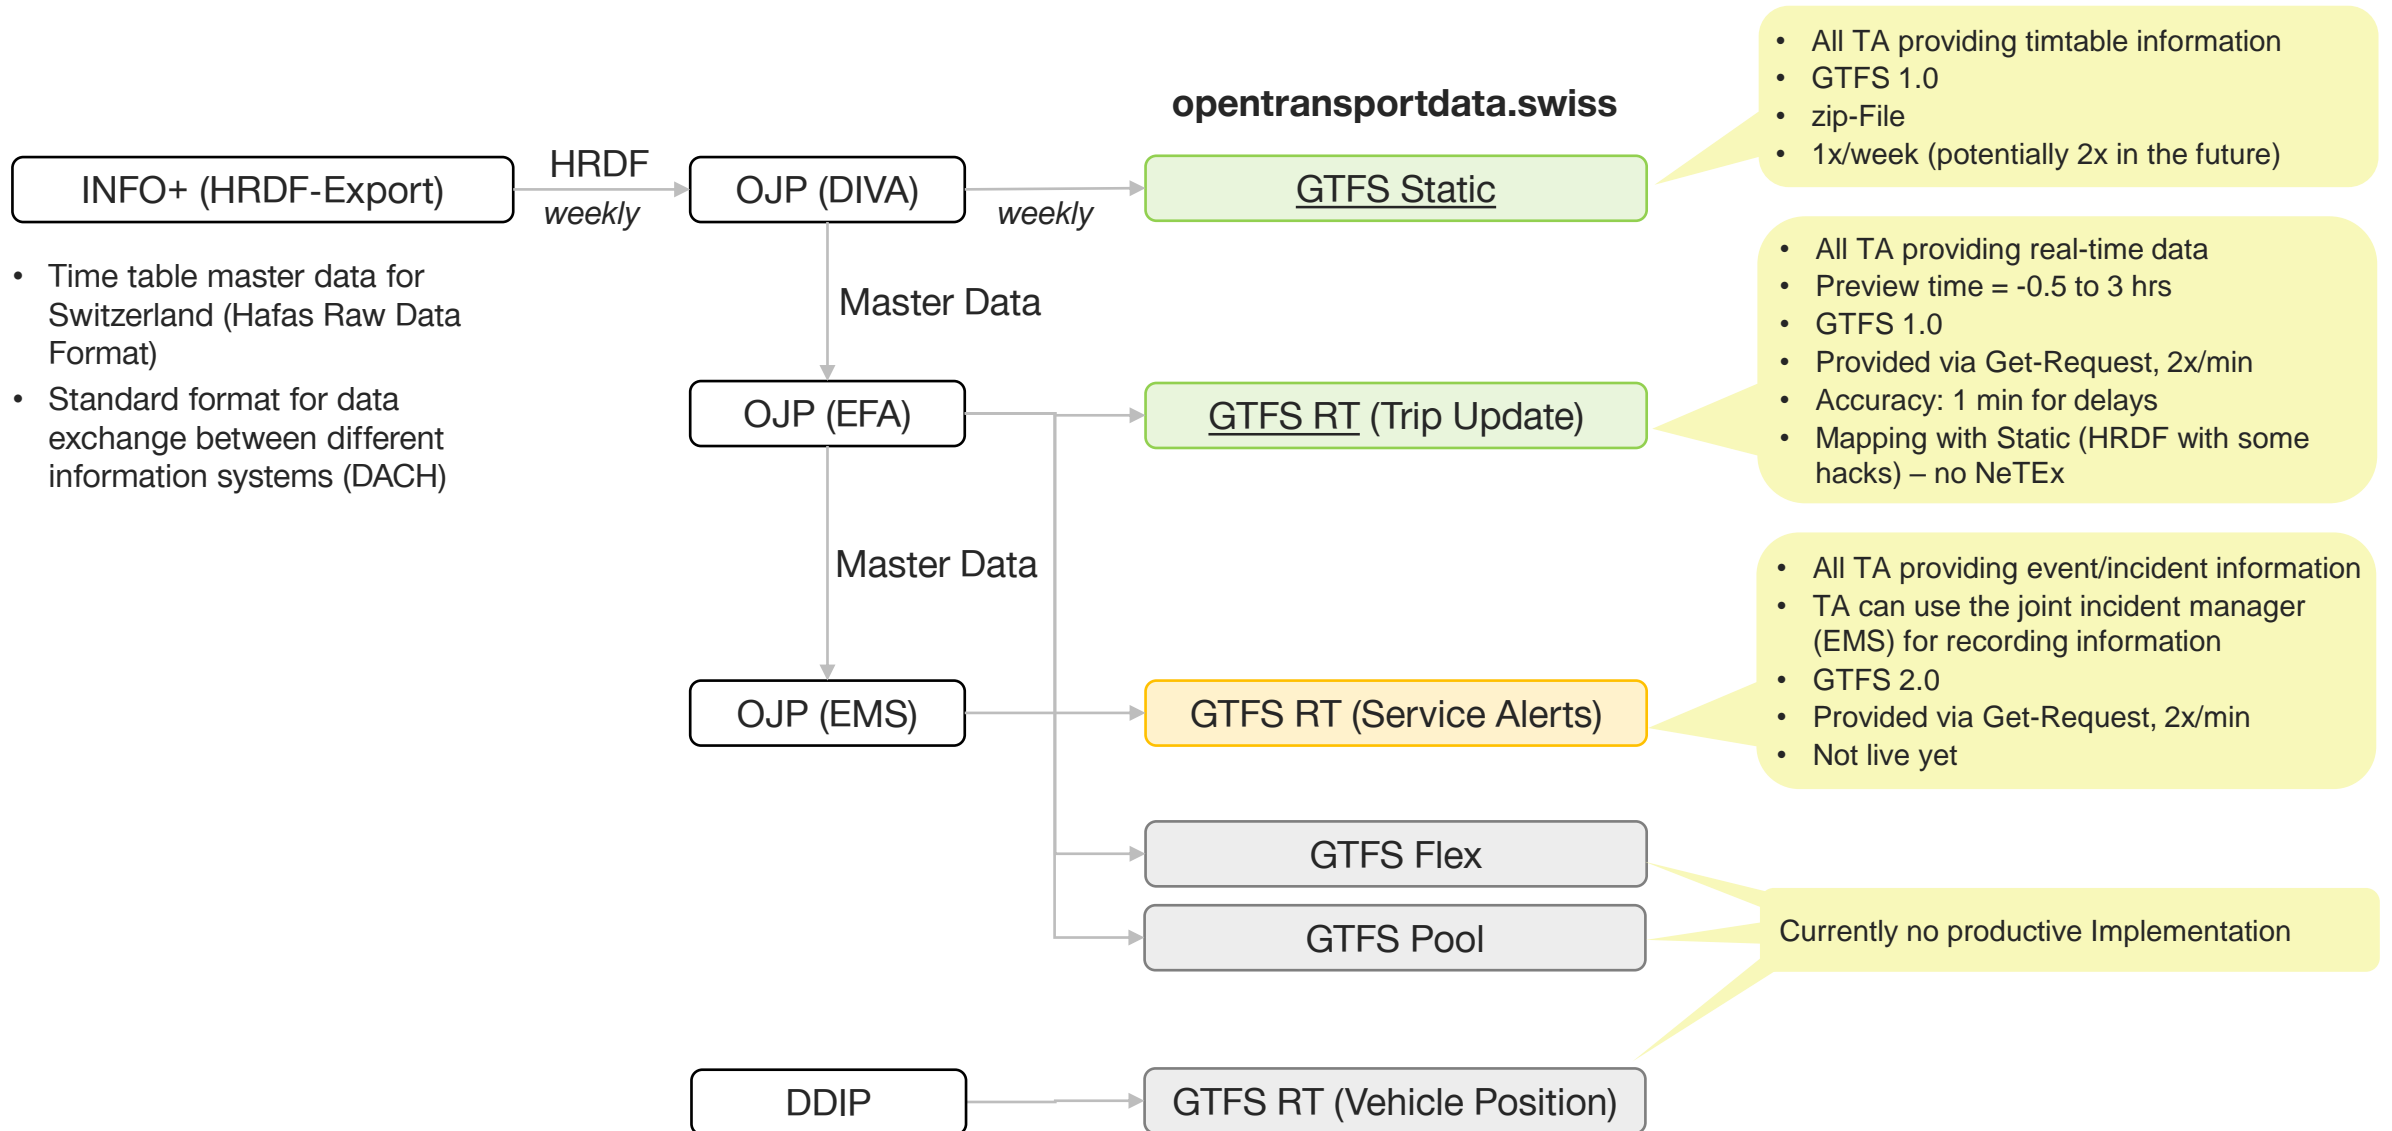 opentransportdata.swiss
INFO+ (HRDF-Export)
HRDF
weekly
OJP (DIVA)
weekly
GTFS Static
• All TA providing timtable information
• GTFS 1.0
• zip-File
• 1x/week (potentially 2x in the future)
• Time table master data for
Switzerland (Hafas Raw Data
Format)
• Standard format for data
exchange between different
information systems (DACH)
Master Data
OJP (EFA)
GTFS RT (Trip Update)
• All TA providing real-time data
• Preview time = -0.5 to 3 hrs
• GTFS 1.0
• Provided via Get-Request, 2x/min
• Accuracy: 1 min for delays
• Mapping with Static (HRDF with some
hacks) – no NeTEx
Master Data
OJP (EMS)
GTFS RT (Service Alerts)
• All TA providing event/incident information
• TA can use the joint incident manager
(EMS) for recording information
• GTFS 2.0
• Provided via Get-Request, 2x/min
• Not live yet
GTFS Flex
GTFS Pool
Currently no productive Implementation
DDIP
GTFS RT (Vehicle Position)